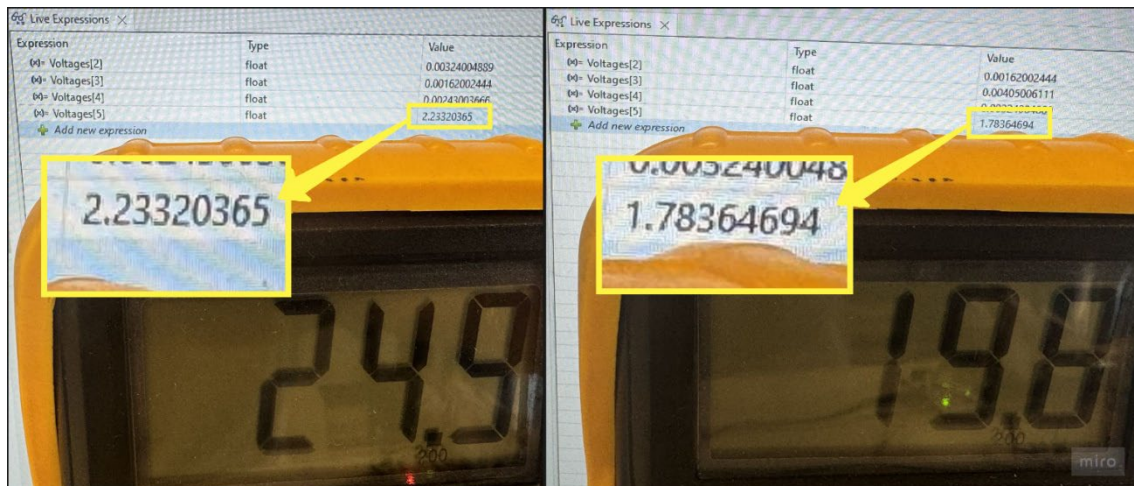 Live Expressions
Expression Type Value
(x)= Voltages[2] float 0.00324004889
(x)= Voltages[3] float 0.00162002444
(x)= Voltages[4] float 0.00243003666
(x)= Voltages[5] float 2.23320365
Add new expression
2.23320365
24.9
200
Live Expressions
Expression Type Value
(x)= Voltages[2] float 0.00162002444
(x)= Voltages[3] float 0.00405006111
(x)= Voltages[4] float
(x)= Voltages[5] float 1.78364694
Add new expression
0.003240048
1.78364694
19.8
200
miro